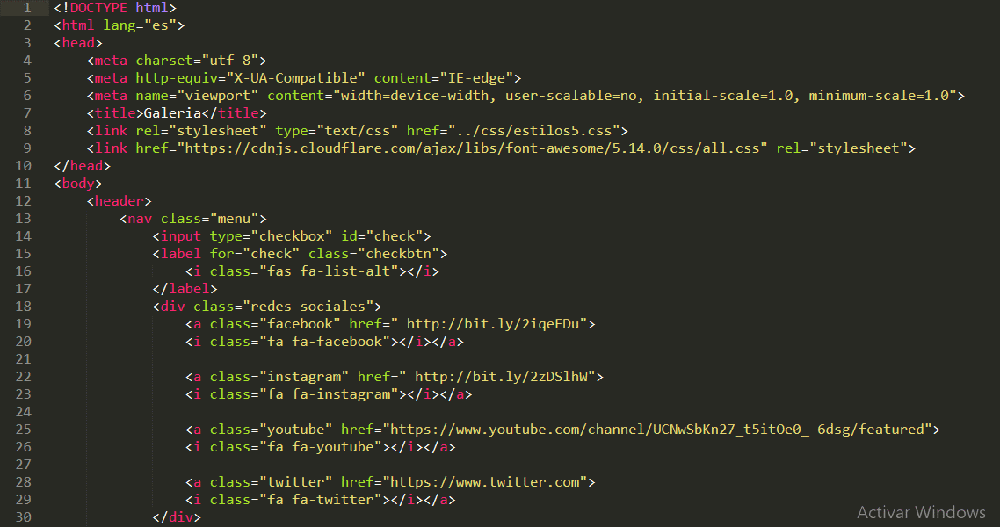 1 <!DOCTYPE html>
2 <html lang="es">
3 <head>
4     <meta charset="utf-8">
5     <meta http-equiv="X-UA-Compatible" content="IE-edge">
6     <meta name="viewport" content="width=device-width, user-scalable=no, initial-scale=1.0, minimum-scale=1.0">
7     <title>Galeria</title>
8     <link rel="stylesheet" type="text/css" href="../css/estilos5.css">
9     <link href="https://cdnjs.cloudflare.com/ajax/libs/font-awesome/5.14.0/css/all.css" rel="stylesheet">
10 </head>
11 <body>
12     <header>
13         <nav class="menu">
14             <input type="checkbox" id="check">
15             <label for="check" class="checkbtn">
16                 <i class="fas fa-list-alt"></i>
17             </label>
18             <div class="redes-sociales">
19                 <a class="facebook" href=" http://bit.ly/2iqeEDu">
20                 <i class="fa fa-facebook"></i></a>
21
22                 <a class="instagram" href=" http://bit.ly/2zDSlhW">
23                 <i class="fa fa-instagram"></i></a>
24
25                 <a class="youtube" href="https://www.youtube.com/channel/UCNwSbKn27_t5itOe0_-6dsg/featured">
26                 <i class="fa fa-youtube"></i></a>
27
28                 <a class="twitter" href="https://www.twitter.com">
29                 <i class="fa fa-twitter"></i></a>
30             </div>
Activar Windows